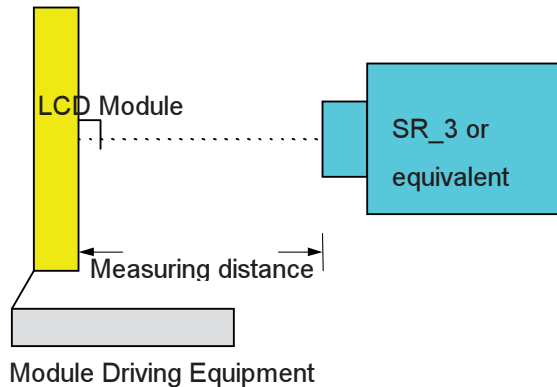 LCD Module
SR_3 or
equivalent
Measuring distance
Module Driving Equipment